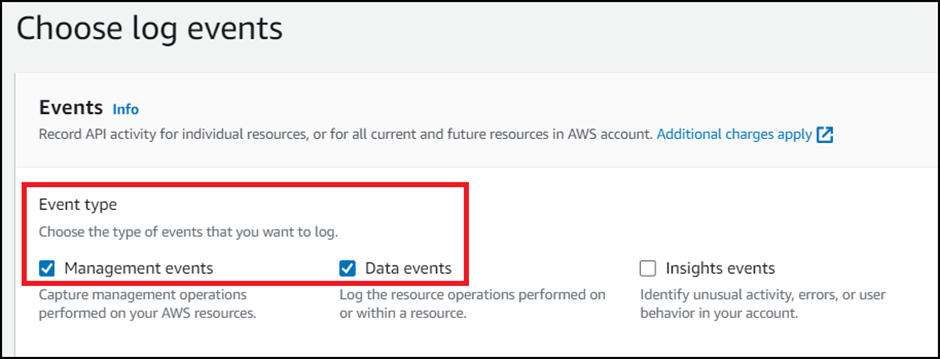 Choose log events
Events Info
Record API activity for individual resources, or for all current and future resources in AWS account. Additional charges apply
Event type
Choose the type of events that you want to log.
Management events Data events Insights events
Capture management operations Log the resource operations performed on Identify unusual activity, errors, or user
performed on your AWS resources. or within a resource. behavior in your account.